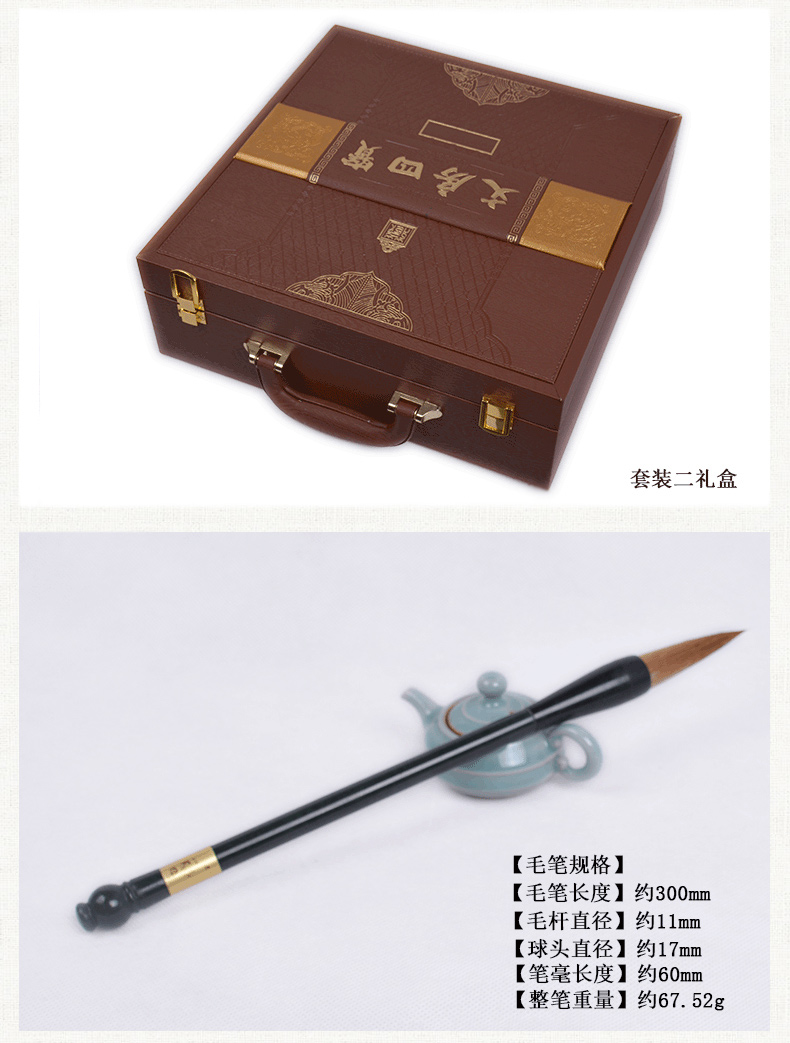 文房四寳
套装二礼盒
【毛笔规格】
【毛笔长度】约300mm
【毛杆直径】约11mm
【球头直径】约17mm
【笔毫长度】约60mm
【整笔重量】约67.52g